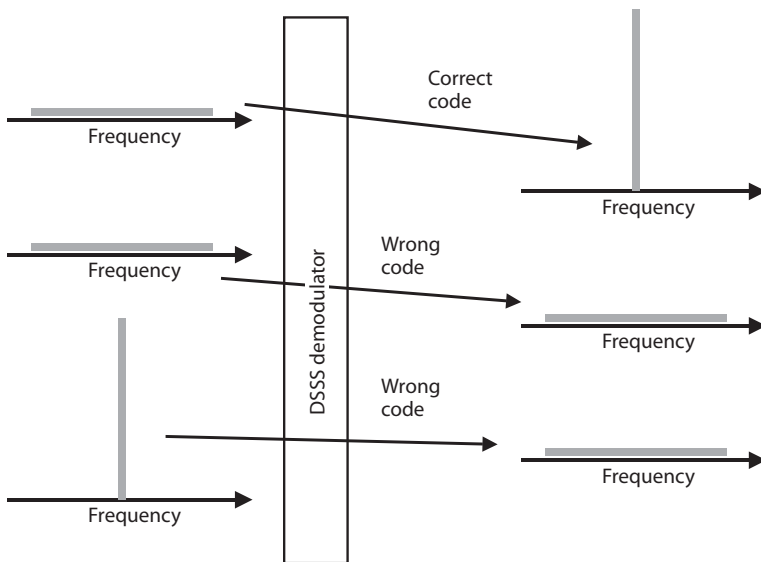 Correct
code
Frequency
Frequency
Wrong
code
Frequency
DSSS demodulator
Frequency
Wrong
code
Frequency
Frequency